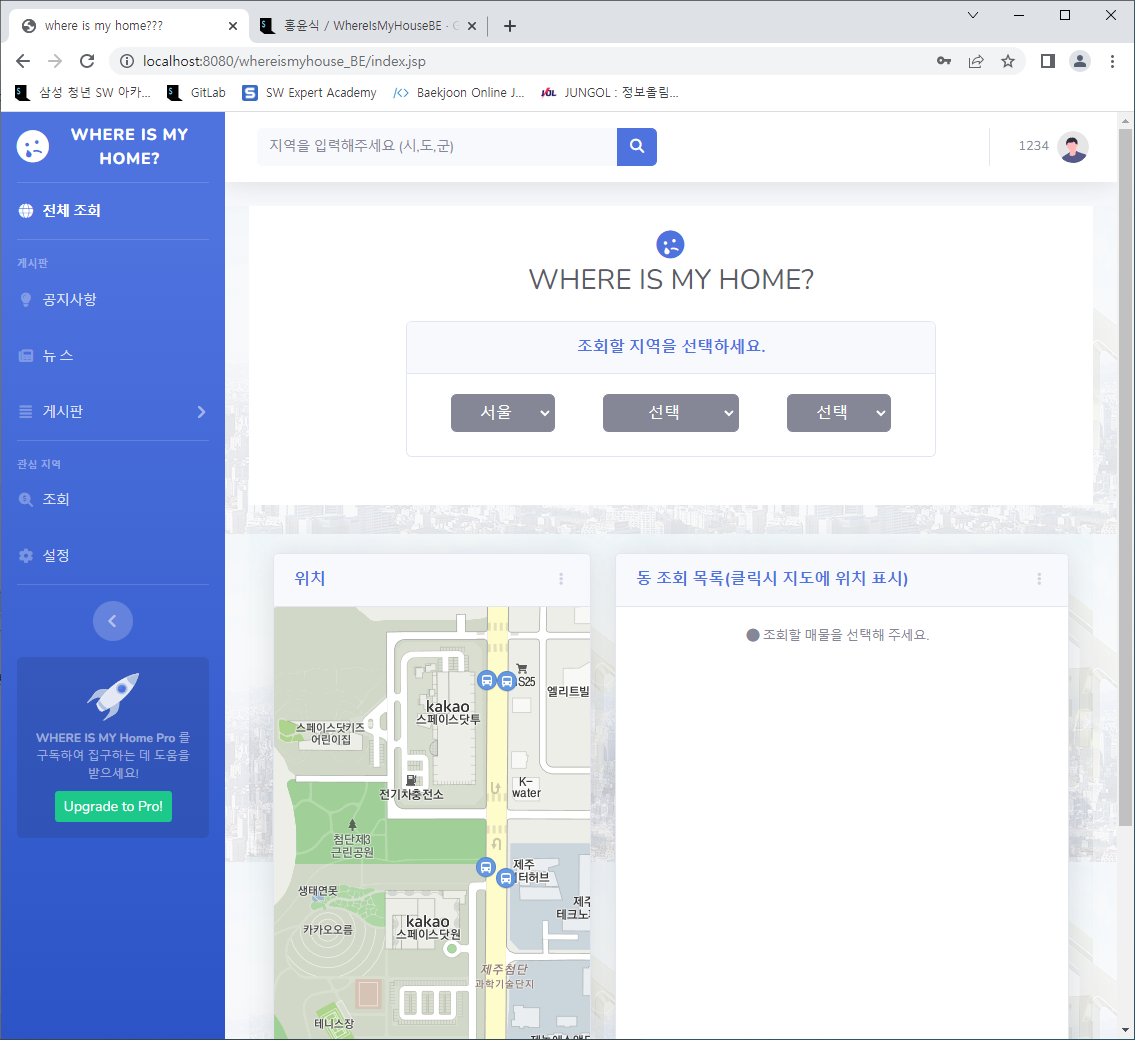 where is my home???
홍윤식 / WhereIsMyHouseBE · G
localhost:8080/whereismyhouse_BE/index.jsp
삼성 청년 SW 아카...
GitLab
SW Expert Academy
Baekjoon Online J...
JUNGOL : 정보올림...
WHERE IS MY
HOME?
지역을 입력해주세요 (시,도,군)
1234
전체 조회
게시판
공지사항
뉴 스
게시판
관심 지역
조회
설정
WHERE IS MY Home Pro 를
구독하여 집구하는 데 도움을
받으세요!
Upgrade to Pro!
WHERE IS MY HOME?
조회할 지역을 선택하세요.
서울
선택
선택
위치
동 조회 목록(클릭시 지도에 위치 표시)
조회할 매물을 선택해 주세요.
S25
엘리트빌
kakao
스페이스닷투
스페이스닷키즈
어린이집
전기차충전소
K-
water
첨단제3
근린공원
제주
터허브
생태연못
제주
테크노
카카오오름
kakao
스페이스닷원
제주첨단
과학기술단지
테니스장